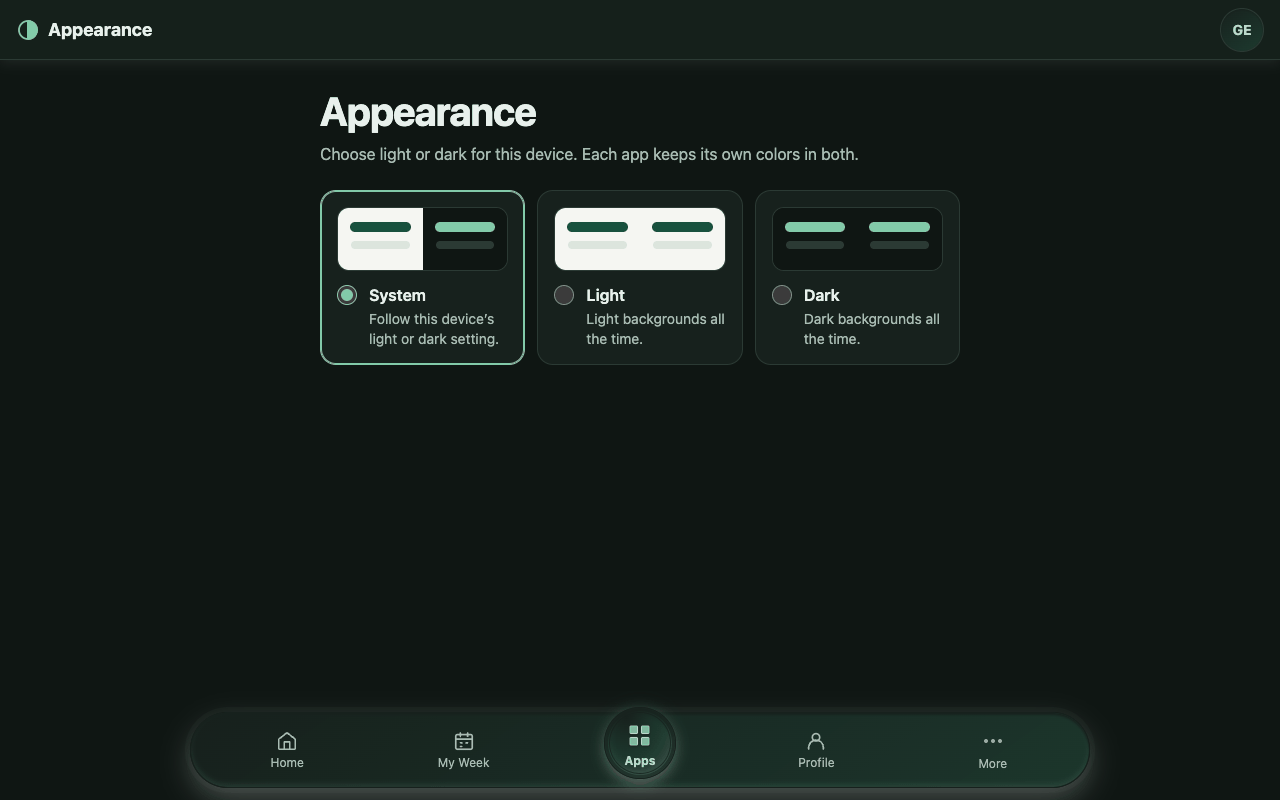 Appearance
GE
Appearance
Choose light or dark for this device. Each app keeps its own colors in both.
System
Follow this device's
light or dark setting.
Light
Light backgrounds all
the time.
Dark
Dark backgrounds all
the time.
Home
My Week
Apps
Profile
More